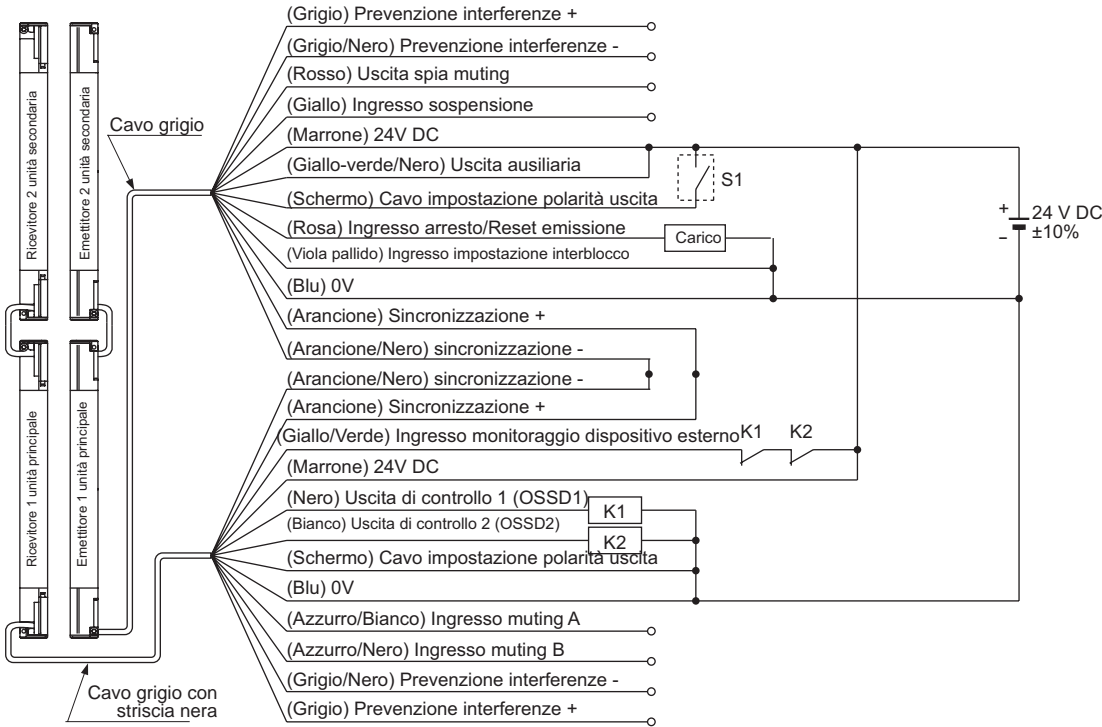 (Grigio) Prevenzione interferenze +
(Grigio/Nero) Prevenzione interferenze -
(Rosso) Uscita spia muting
(Giallo) Ingresso sospensione
(Marrone) 24V DC
(Giallo-verde/Nero) Uscita ausiliaria
(Schermo) Cavo impostazione polarità uscita
(Rosa) Ingresso arresto/Reset emissione
(Viola pallido) Ingresso impostazione interblocco
(Blu) 0V
(Arancione) Sincronizzazione +
(Arancione/Nero) sincronizzazione -
(Arancione/Nero) sincronizzazione -
(Arancione) Sincronizzazione +
(Giallo/Verde) Ingresso monitoraggio dispositivo esterno
(Marrone) 24V DC
(Nero) Uscita di controllo 1 (OSSD1)
(Bianco) Uscita di controllo 2 (OSSD2)
(Schermo) Cavo impostazione polarità uscita
(Blu) 0V
(Azzurro/Bianco) Ingresso muting A
(Azzurro/Nero) Ingresso muting B
(Grigio/Nero) Prevenzione interferenze -
(Grigio) Prevenzione interferenze +
Ricevitore 2 unità secondaria
Emettitore 2 unità secondaria
Ricevitore 1 unità principale
Emettitore 1 unità principale
Cavo grigio
Cavo grigio con
striscia nera
S1
Carico
K1
K2
K1
K2
+
24 V DC
±10%
-